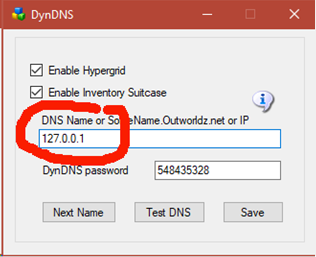 DynDNS
Enable Hypergrid
Enable Inventory Suitcase
DNS Name or SomeName.Outworldz.net or IP
127.0.0.1
DynDNS password
548435328
Next Name
Test DNS
Save